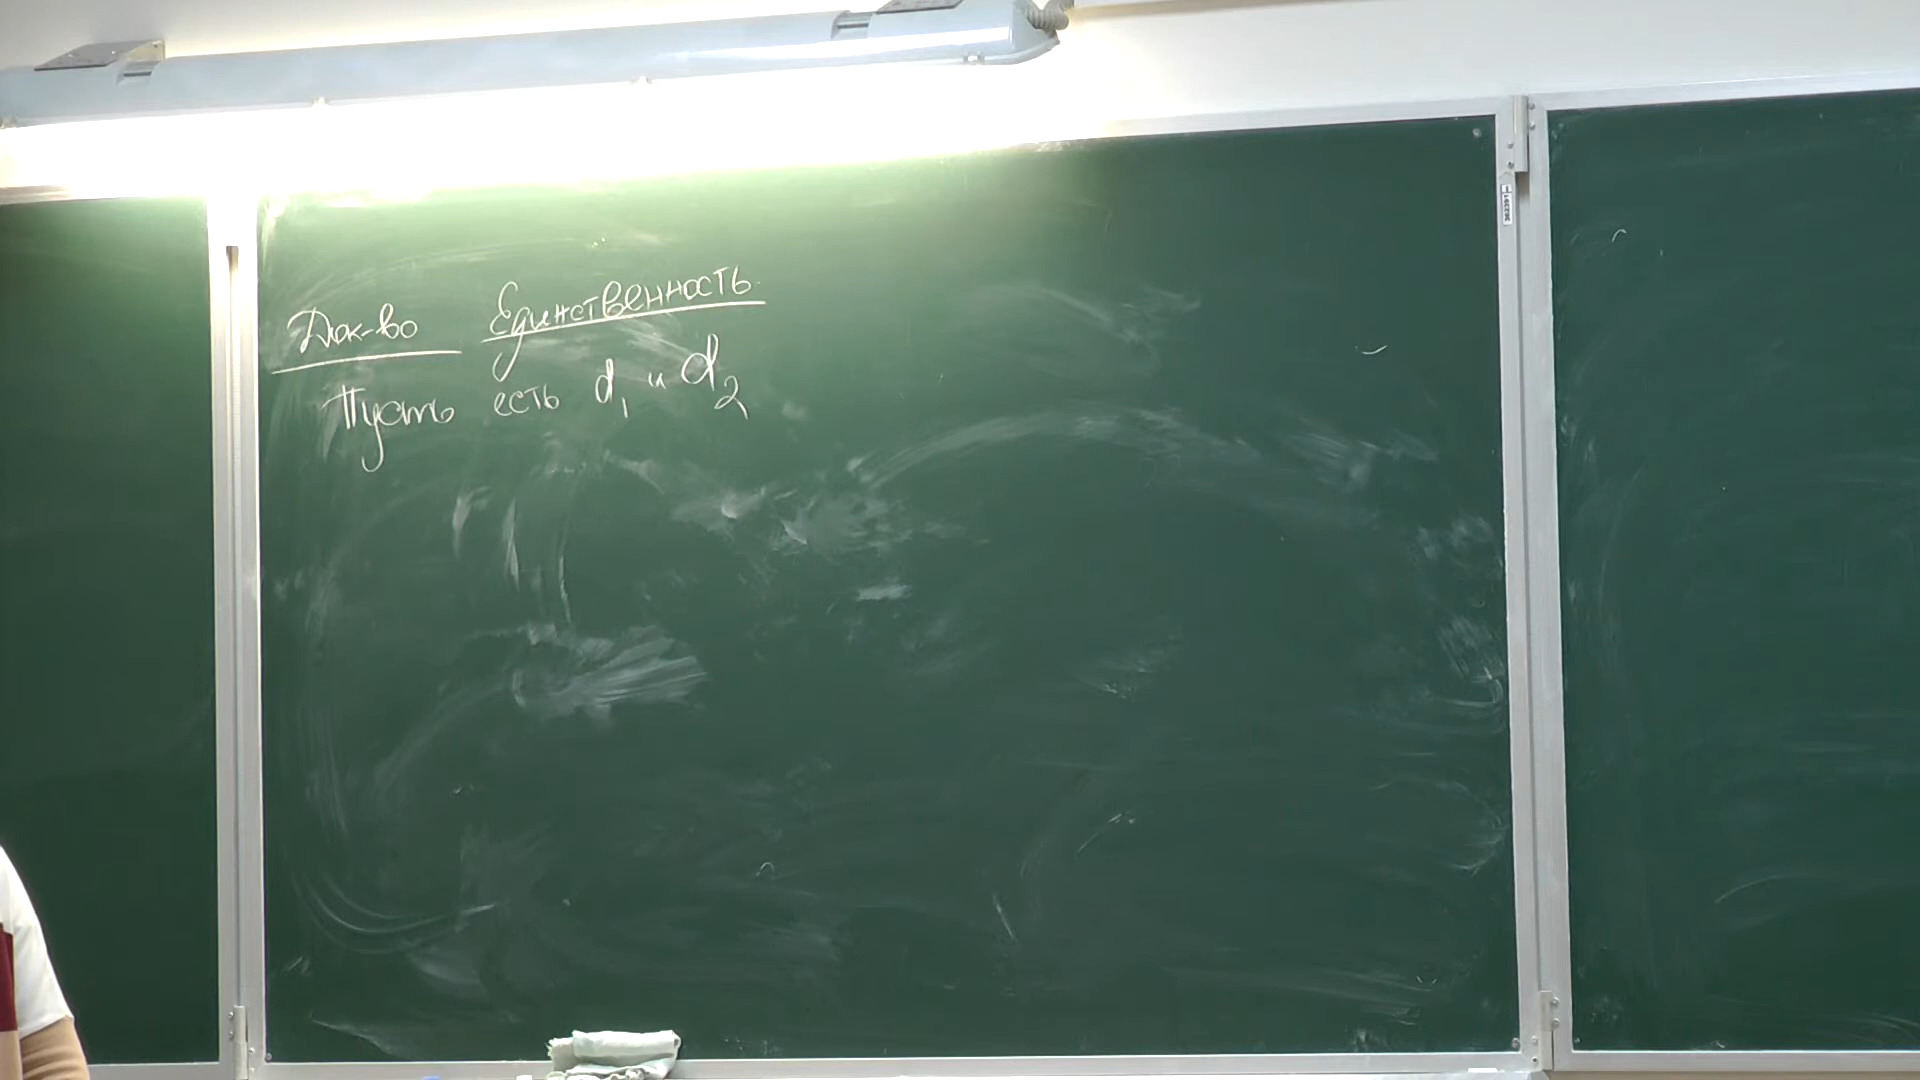 Док-во Единственность.
Пусть есть d₁ и d₂